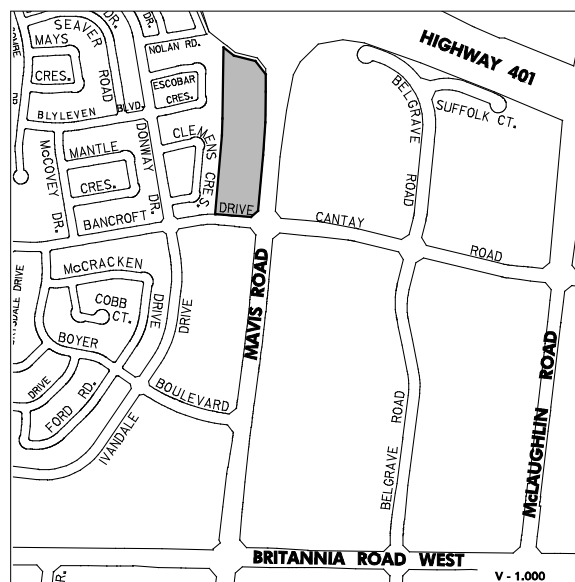 SEAVER
DR.
DR.
MAYS
NOLAN RD.
HIGHWAY 401
CRES.
ROAD
ESCOBAR
CRES.
BELGRAVE
ROAD
SUFFOLK CT.
BLYLEVEN
BLVD.
McCOVEY
DR.
MANTLE
CRES.
DONWAY
DR.
CLEMENS CRES.
BANCROFT
DRIVE
CANTAY
ROAD
McCRACKEN
DRIVE
DRIVE
COBB
CT.
BOYER
MAVIS ROAD
DRIVE
FORD RD.
BOULEVARD
IVANDALE
BELGRAVE ROAD
McLAUGHLIN ROAD
BRITANNIA ROAD WEST
DR.
V - 1.000